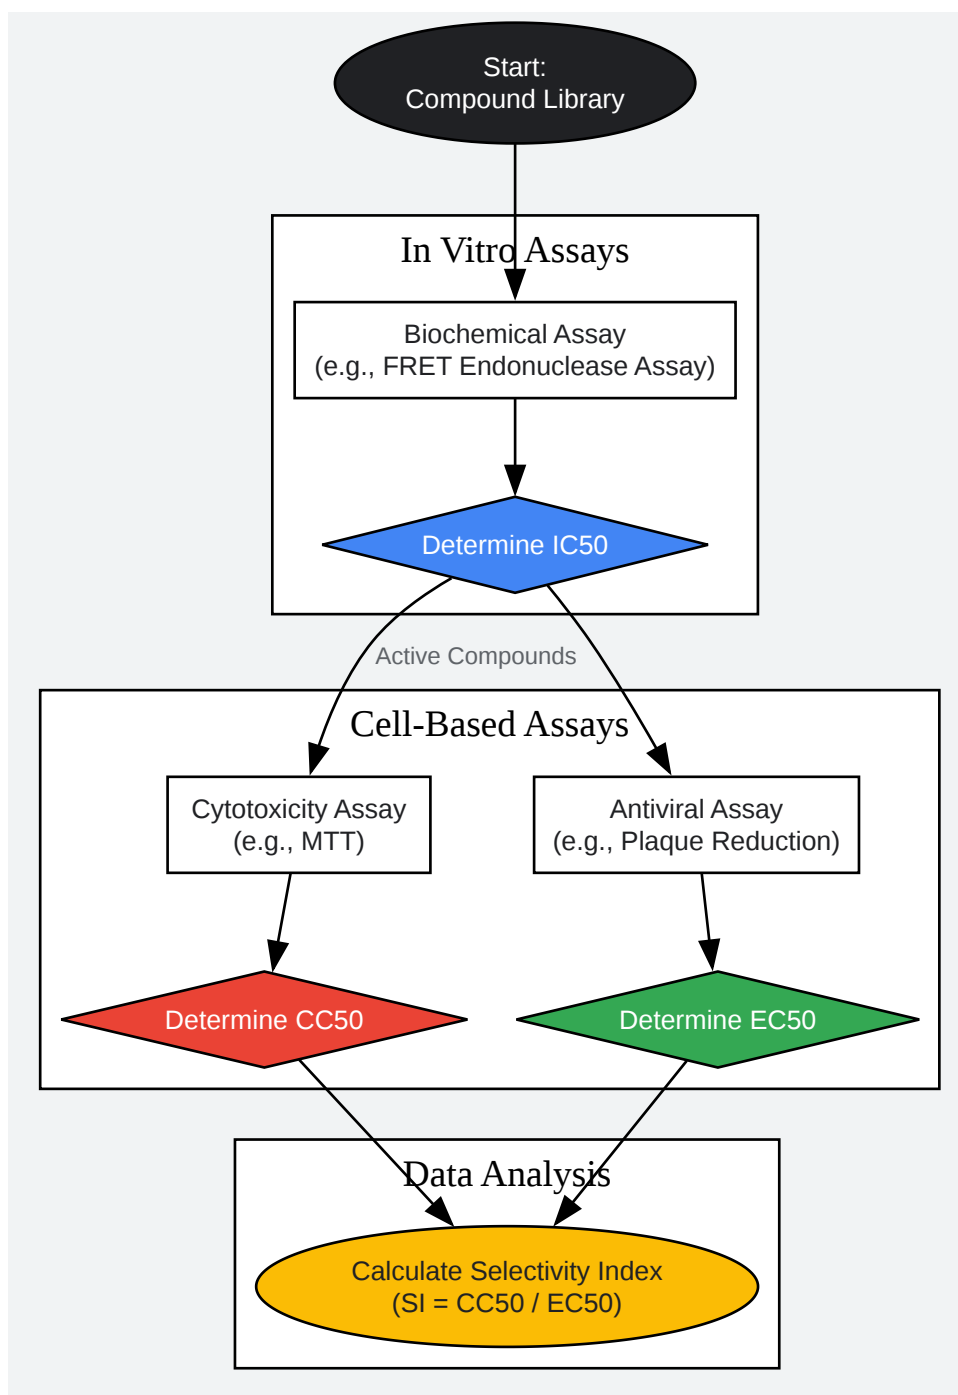 Start:
Compound Library
In Vitro Assays
Biochemical Assay
(e.g., FRET Endonuclease Assay)
Determine IC50
Active Compounds
Cell-Based Assays
Cytotoxicity Assay
(e.g., MTT)
Antiviral Assay
(e.g., Plaque Reduction)
Determine CC50
Determine EC50
Data Analysis
Calculate Selectivity Index
(SI = CC50 / EC50)